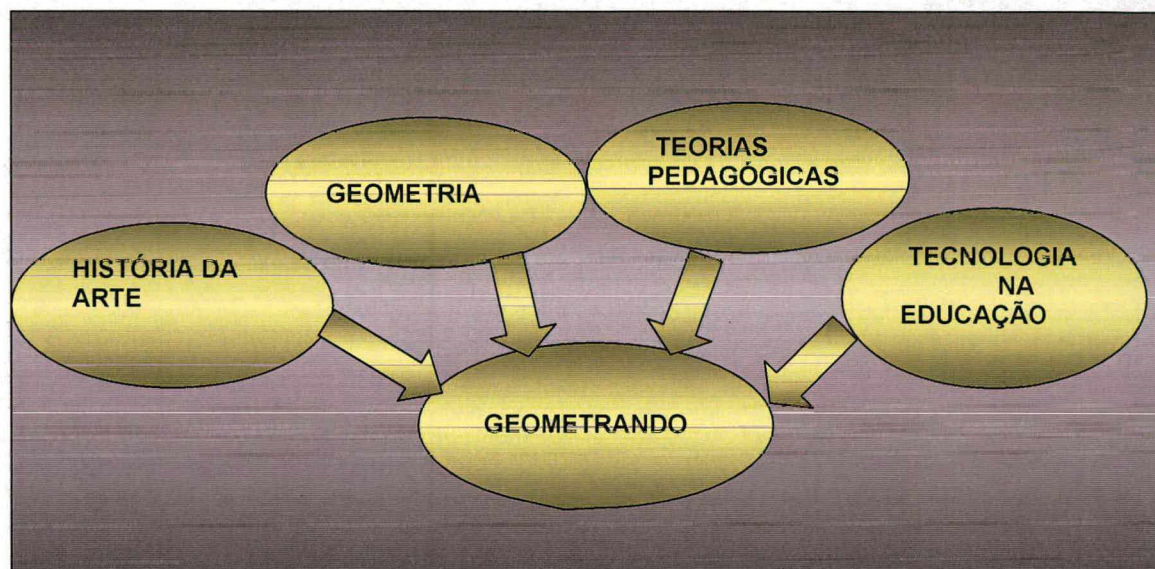 HISTÓRIA DA
ARTE
GEOMETRIA
TEORIAS
PEDAGÓGICAS
TECNOLOGIA
NA
EDUCAÇÃO
GEOMETRANDO